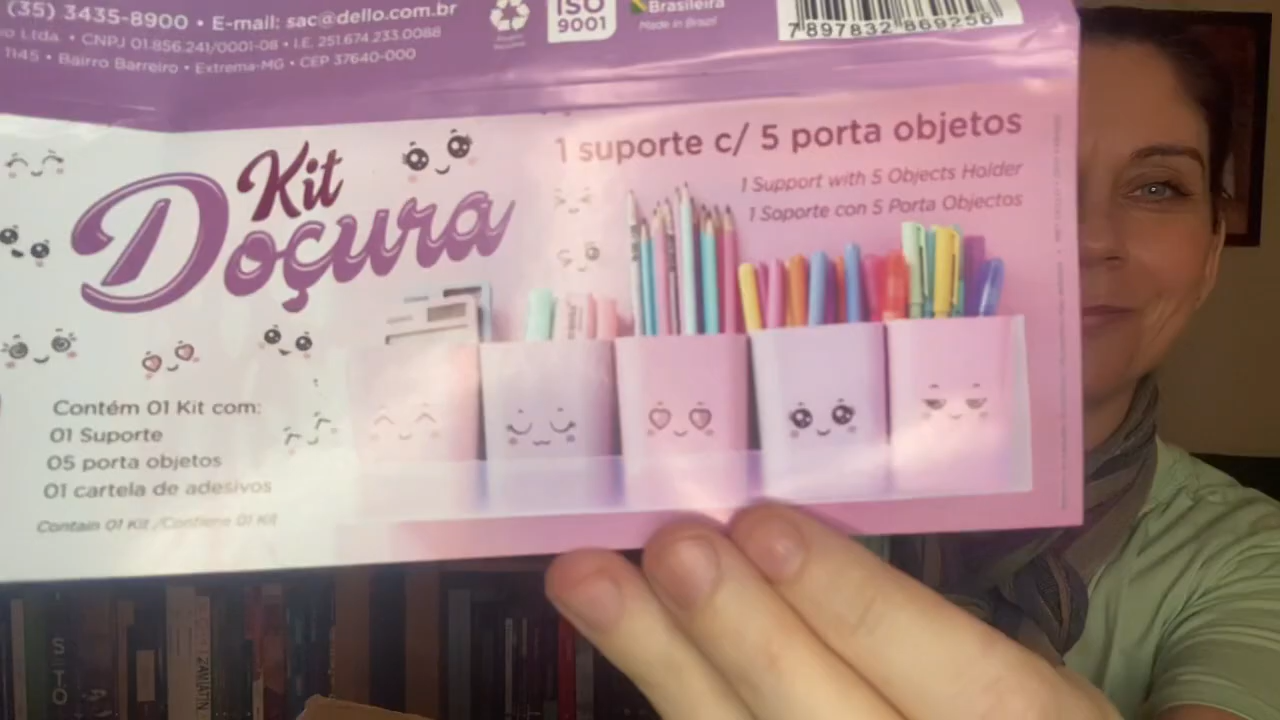 (35) 3435-8900 • E-mail: sac@dello.com.br
Ltda • CNPJ 01.856.241/0001-08 • I.E. 251.674.233.0088
1145 • Bairro Barreiro • Extrema-MG • CEP 37640-000
ISO
9001
Brasileira
Made in Brazil
7 897832 869256
Kit
Doçura
1 suporte c/ 5 porta objetos
1 Support with 5 Objects Holder
1 Soporte con 5 Porta Objectos
Contém 01 Kit com:
01 Suporte
05 porta objetos
01 cartela de adesivos
Contain 01 Kit /Contiene 01 Kit
ZAMIATIN